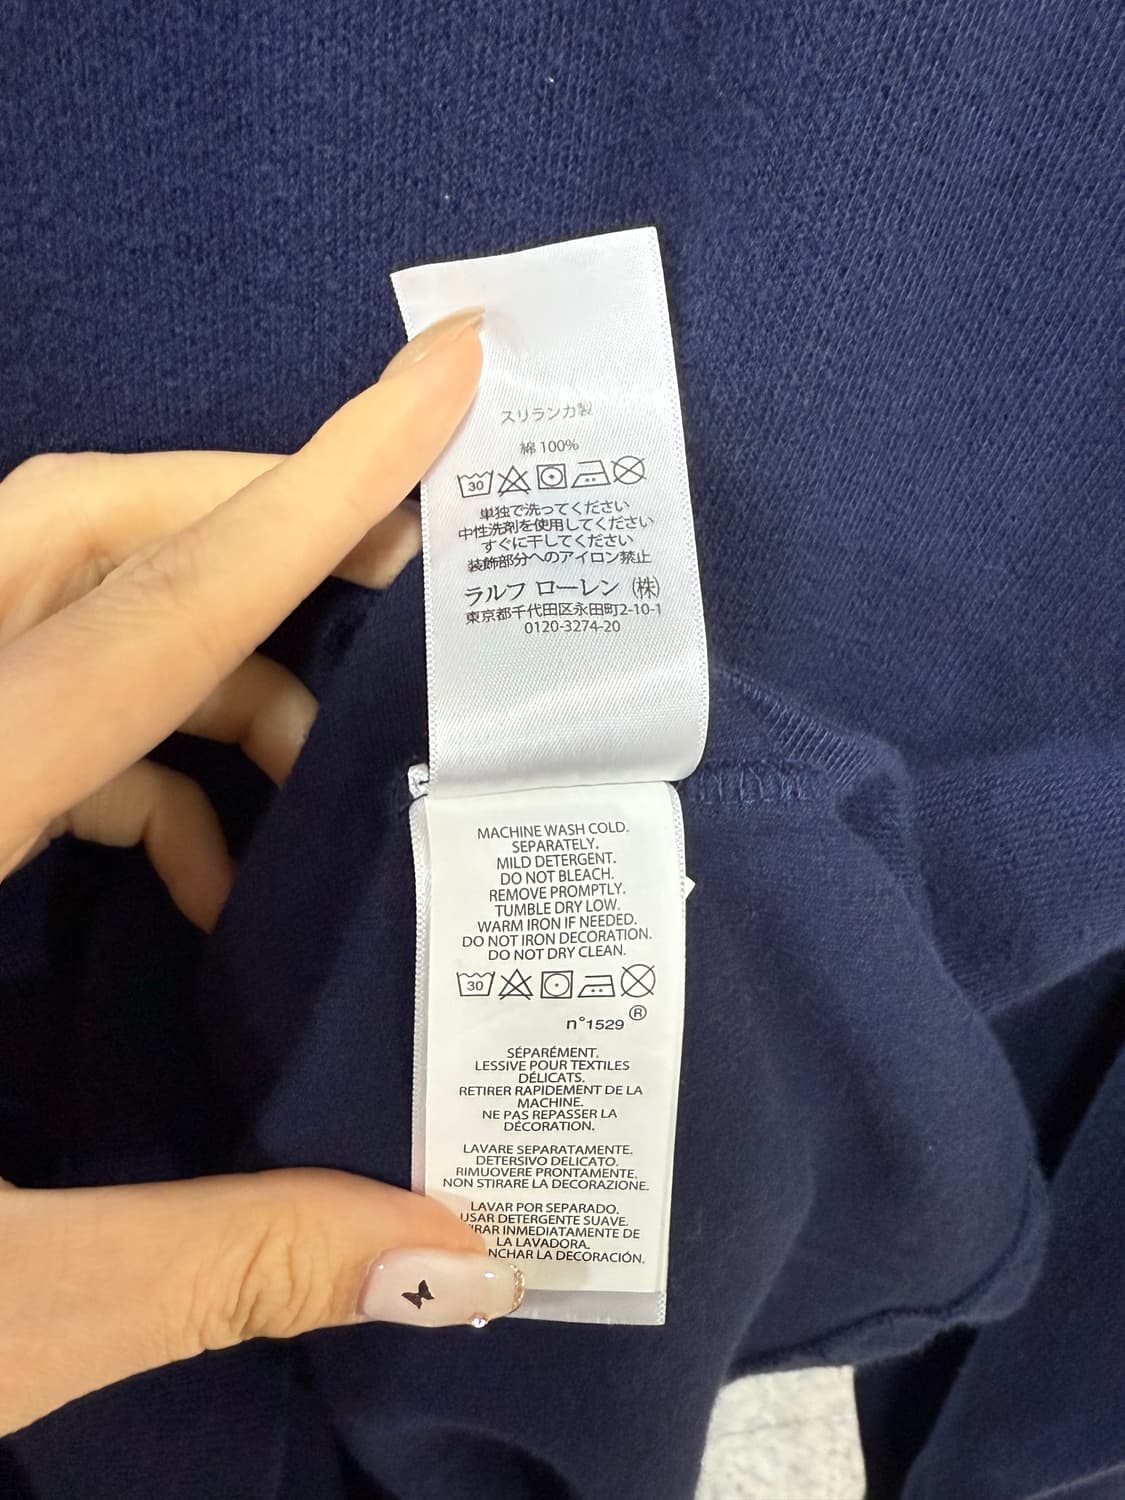 スリランカ製
綿 100%
30
単独で洗ってください
中性洗剤を使用してください
すぐに干してください
装飾部分へのアイロン禁止
ラルフ ローレン (株)
東京都千代田区永田町2-10-1
0120-3274-20
MACHINE WASH COLD.
SEPARATELY.
MILD DETERGENT.
DO NOT BLEACH.
REMOVE PROMPTLY.
TUMBLE DRY LOW.
WARM IRON IF NEEDED.
DO NOT IRON DECORATION.
DO NOT DRY CLEAN.
30
n°1529 ®
SÉPARÉMENT.
LESSIVE POUR TEXTILES
DÉLICATS.
RETIRER RAPIDEMENT DE LA
MACHINE.
NE PAS REPASSER LA
DÉCORATION.
LAVARE SEPARATAMENTE.
DETERSIVO DELICATO.
RIMUOVERE PRONTAMENTE.
NON STIRARE LA DECORAZIONE.
LAVAR POR SEPARADO.
USAR DETERGENTE SUAVE.
INMEDIATAMENTE DE
LA LAVADORA.
LA DECORACIÓN.